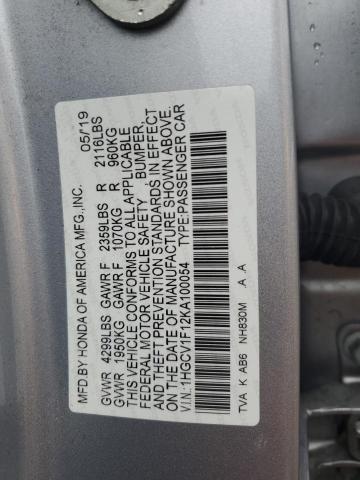 MFD.BY HONDA OF AMERICA MFG.,INC. 05/19
GVWR 4299LBS GAWR F 2359LBS R 2116LBS
GVWR 1950KG GAWR F 1070KG R 960KG
THIS VEHICLE CONFORMS TO ALL APPLICABLE
FEDERAL MOTOR VEHICLE SAFETY, BUMPER,
AND THEFT PREVENTION STANDARDS IN EFFECT
ON THE DATE OF MANUFACTURE SHOWN ABOVE.
V.I.N.:1HGCV1F12KA100054 TYPE:PASSENGER CAR
TVA K AB6 NH830M A A